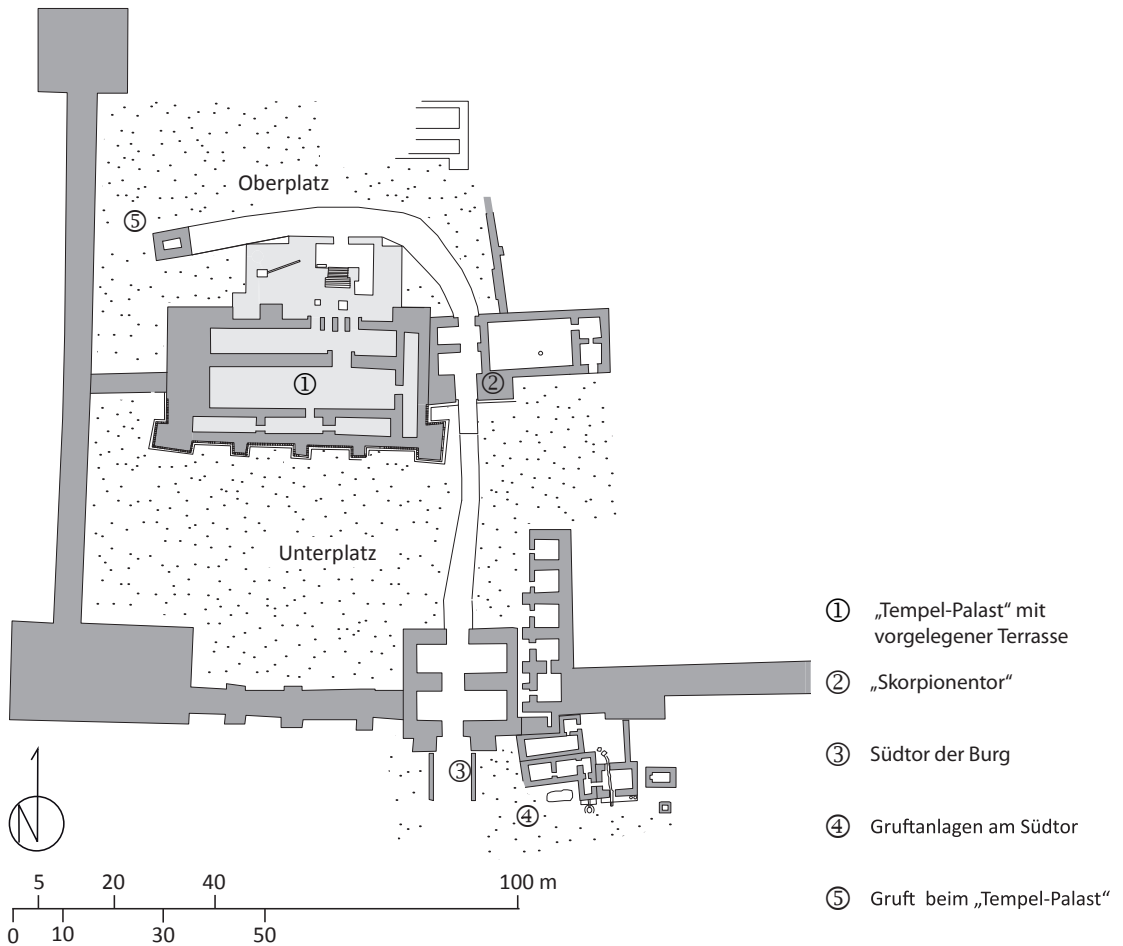 Oberplatz
⑤
①
②
Unterplatz
③
④
N
① „Tempel-Palast“ mit
vorgelegener Terrasse
② „Skorpionentor“
③ Südtor der Burg
④ Gruftanlagen am Südtor
⑤ Gruft beim „Tempel-Palast“
5 20 40 100 m
0 10 30 50